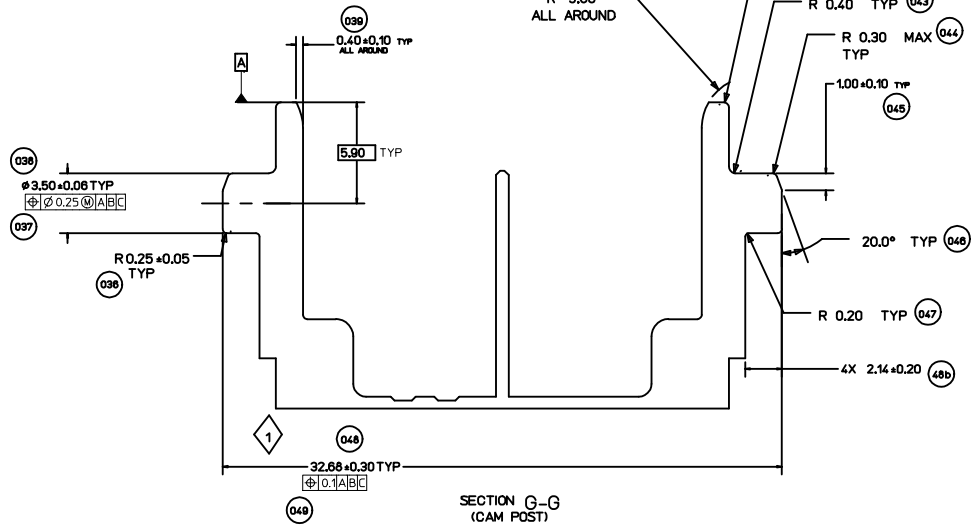 ALL AROUND
R 0.40 TYP 043
039
0.40±0.10 TYP
ALL AROUND
R 0.30 MAX 044
TYP
A
1.00±0.10 TYP
045
5.90 TYP
038
Ø3.50±0.06 TYP
⌖ Ø 0.25 Ⓜ A B C
037
R 0.25±0.05
TYP
036
20.0° TYP 046
R 0.20 TYP 047
4X 2.14±0.20 48b
1
048
32.68±0.30 TYP
⌖ 0.1 A B C
049
SECTION G-G
(CAM POST)